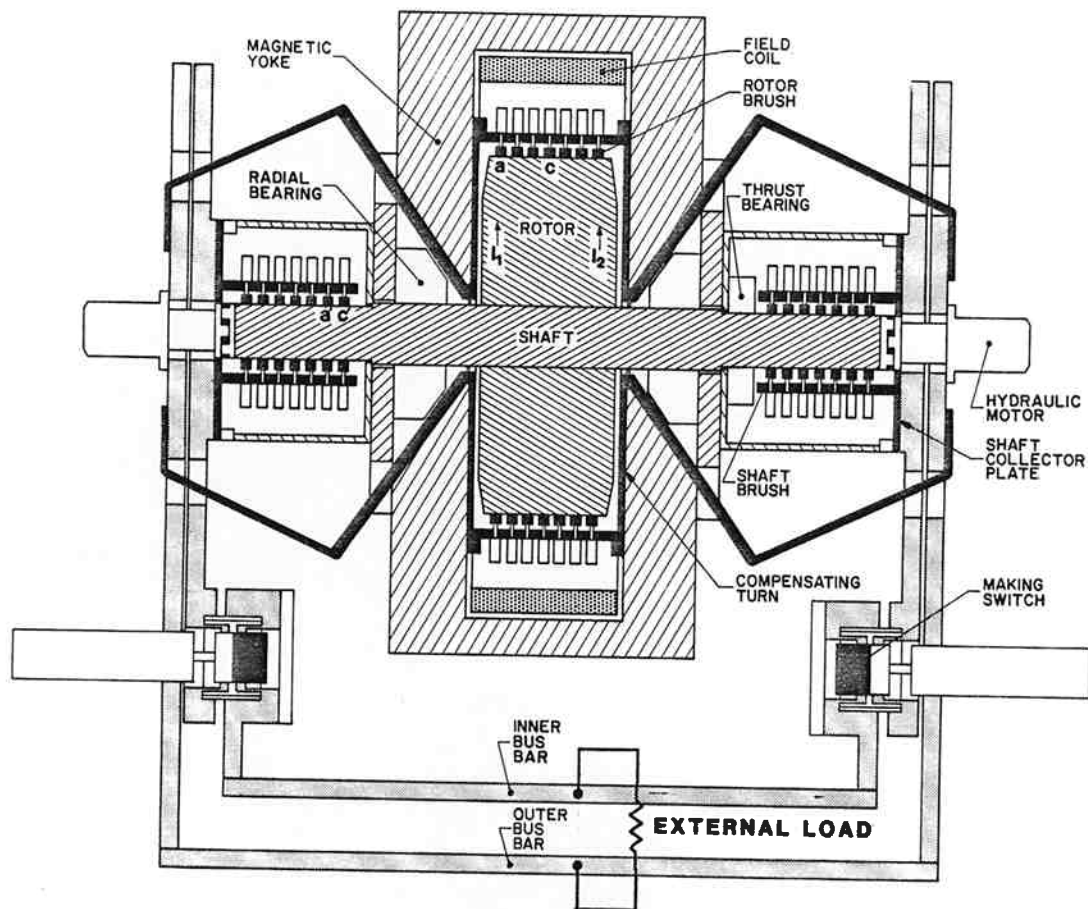 MAGNETIC
YOKE
FIELD
COIL
ROTOR
BRUSH
a
c
RADIAL
BEARING
THRUST
BEARING
ROTOR
I₁
I₂
a' c'
SHAFT
HYDRAULIC
MOTOR
SHAFT
COLLECTOR
PLATE
SHAFT
BRUSH
COMPENSATING
TURN
MAKING
SWITCH
INNER
BUS
BAR
OUTER
BUS
BAR
EXTERNAL LOAD